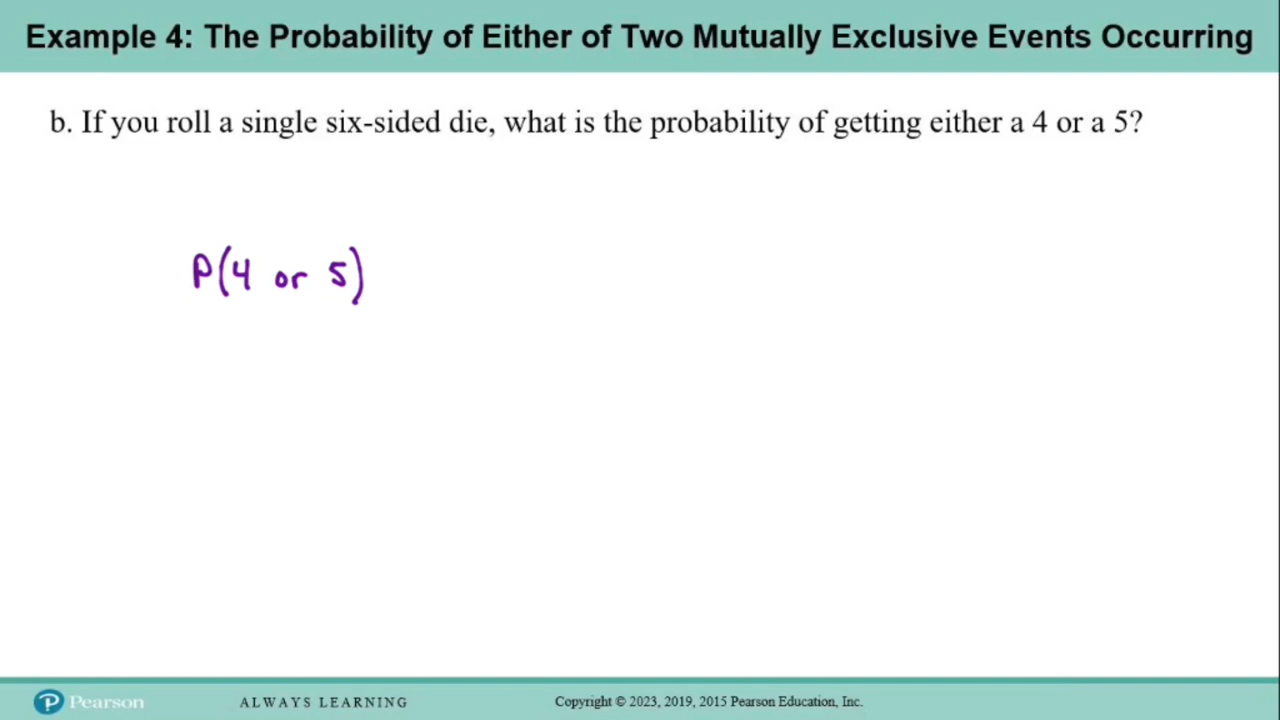 Example 4: The Probability of Either of Two Mutually Exclusive Events Occurring
b. If you roll a single six-sided die, what is the probability of getting either a 4 or a 5?
P(4 or 5)
P Pearson ALWAYS LEARNING Copyright © 2023, 2019, 2015 Pearson Education, Inc.